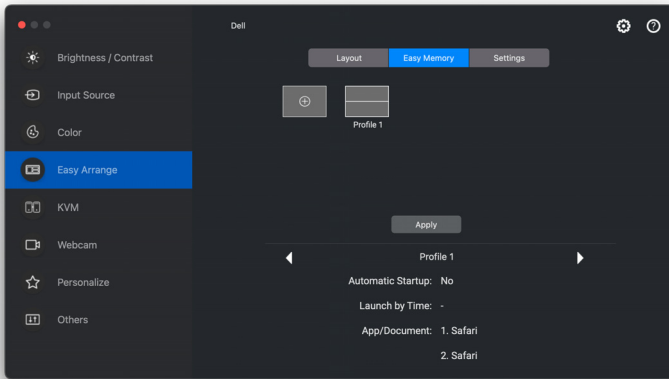 Dell
Brightness / Contrast
Input Source
Color
Easy Arrange
KVM
Webcam
Personalize
Others
Layout Easy Memory Settings
Profile 1
Apply
Profile 1
Automatic Startup: No
Launch by Time: -
App/Document: 1. Safari
2. Safari